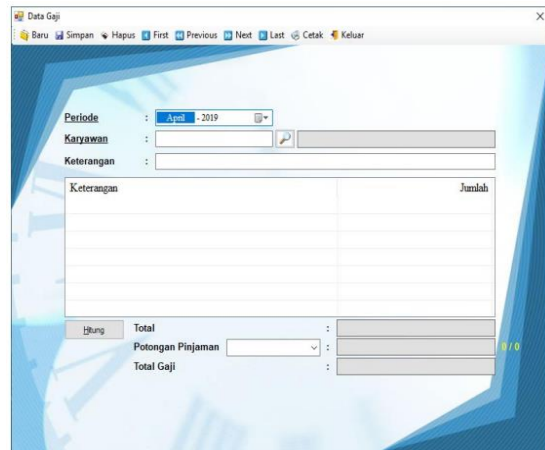 Data Gaji
Baru Simpan Hapus First Previous Next Last Cetak Keluar
Periode : April - 2019
Karyawan :
Keterangan :
Keterangan Jumlah
Hitung Total :
Potongan Pinjaman : 0 / 0
Total Gaji :